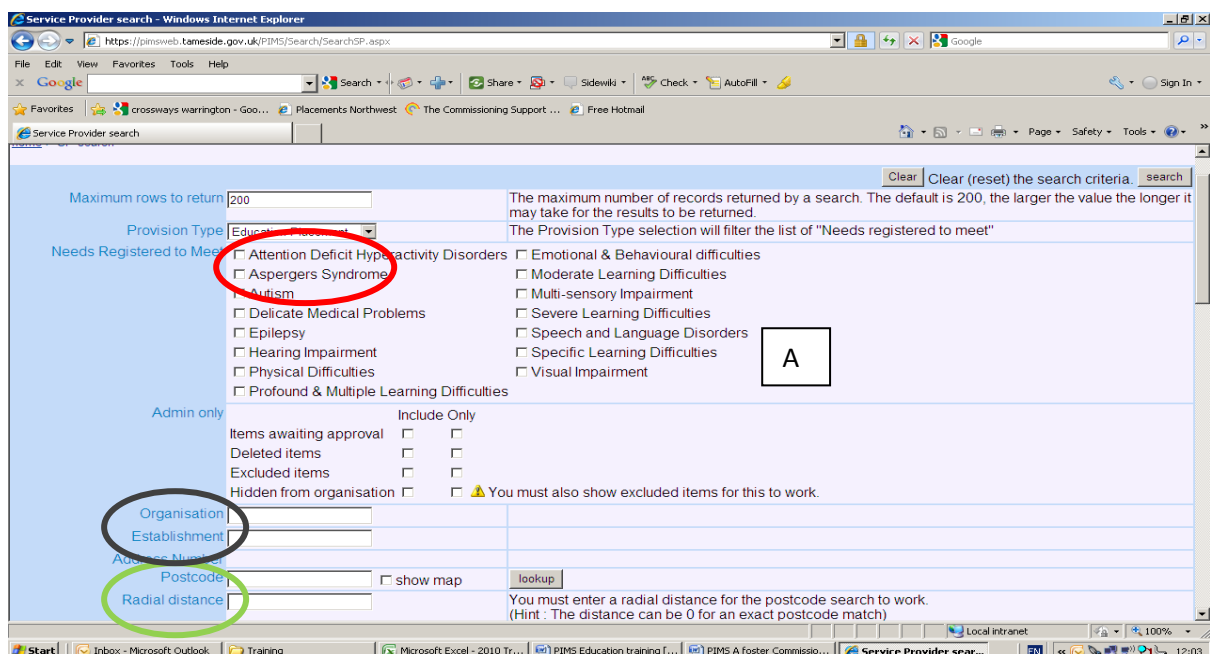 Service Provider search - Windows Internet Explorer
https://pimsweb.tameside.gov.uk/PIMS/Search/SearchSP.aspx
Google
File Edit View Favorites Tools Help
x Google Search Share Sidewiki Check AutoFill Sign In
Favorites crossways warrington - Goo... Placements Northwest The Commissioning Support ... Free Hotmail
Service Provider search Page Safety Tools »
Clear Clear (reset) the search criteria. search
Maximum rows to return 200 The maximum number of records returned by a search. The default is 200, the larger the value the longer it
may take for the results to be returned.
Provision Type Education Placement The Provision Type selection will filter the list of "Needs registered to meet"
Needs Registered to Meet Attention Deficit Hyperactivity Disorders Emotional & Behavioural difficulties
Aspergers Syndrome Moderate Learning Difficulties
Autism Multi-sensory Impairment
Delicate Medical Problems Severe Learning Difficulties
Epilepsy Speech and Language Disorders
Hearing Impairment Specific Learning Difficulties
A
Physical Difficulties Visual Impairment
Profound & Multiple Learning Difficulties
Admin only Include Only
Items awaiting approval
Deleted items
Excluded items
Hidden from organisation You must also show excluded items for this to work.
Organisation
Establishment
Address Number
Postcode show map lookup
Radial distance You must enter a radial distance for the postcode search to work.
(Hint : The distance can be 0 for an exact postcode match)
Local intranet 100%
Start Inbox - Microsoft Outlook Training Microsoft Excel - 2010 Tr... PIMS Education training [... PIMS A foster Commissio... Service Provider sear... EN « 12:03